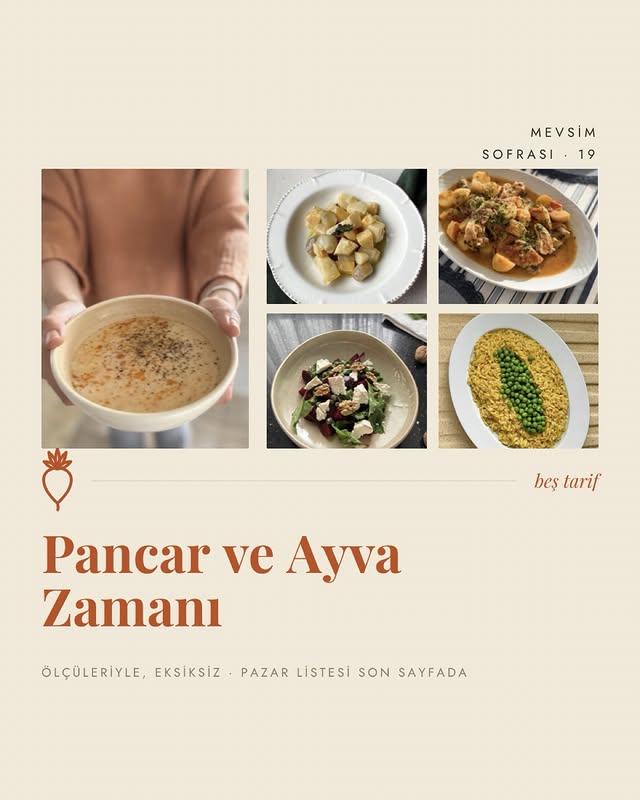 MEVSİM
SOFRASI · 19
beş tarif
Pancar ve Ayva
Zamanı
ÖLÇÜLERİYLE, EKSİKSİZ · PAZAR LİSTESİ SON SAYFADA